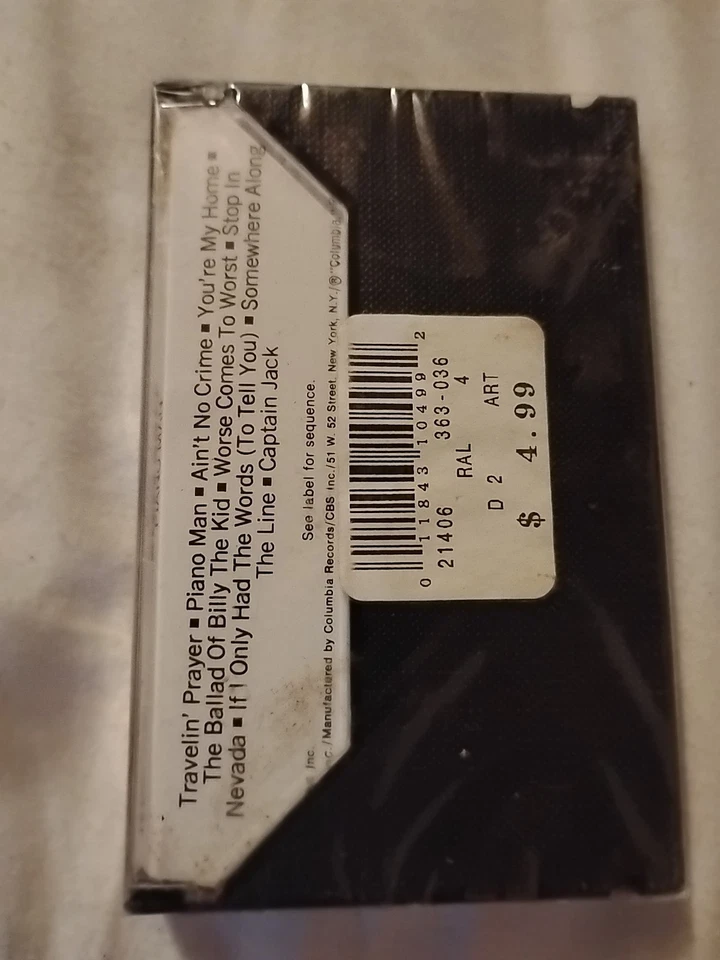 Travelin' Prayer ■ Piano Man ■ Ain't No Crime ■ You're My Home ■
The Ballad Of Billy The Kid ■ Worse Comes To Worst ■ Stop In
Nevada ■ If I Only Had The Words (To Tell You) ■ Somewhere Along
The Line ■ Captain Jack
See label for sequence.
Inc.
/Manufactured by Columbia Records/CBS Inc./51 W. 52 Street, New York, N.Y./®"Columbia
0 11843 10499 2
21406 363-036
RAL 4
D 2 ART
$ 4.99